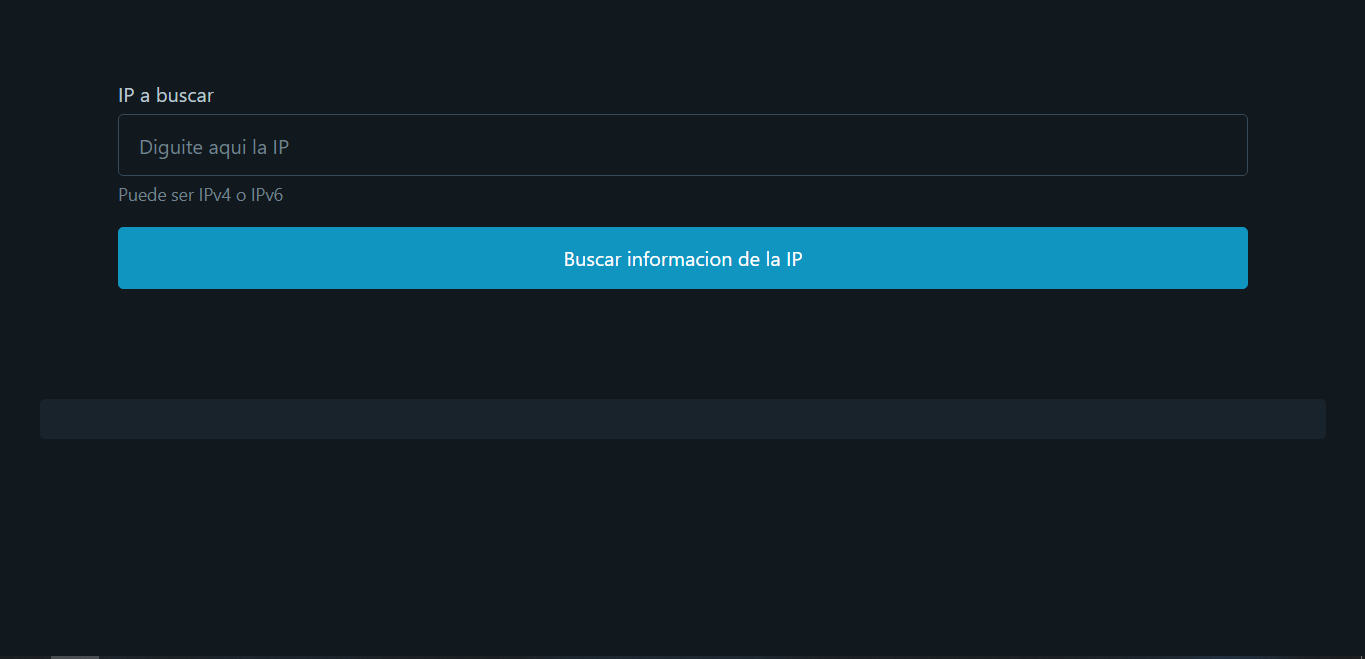 IP a buscar
Diguite aqui la IP
Puede ser IPv4 o IPv6
Buscar informacion de la IP